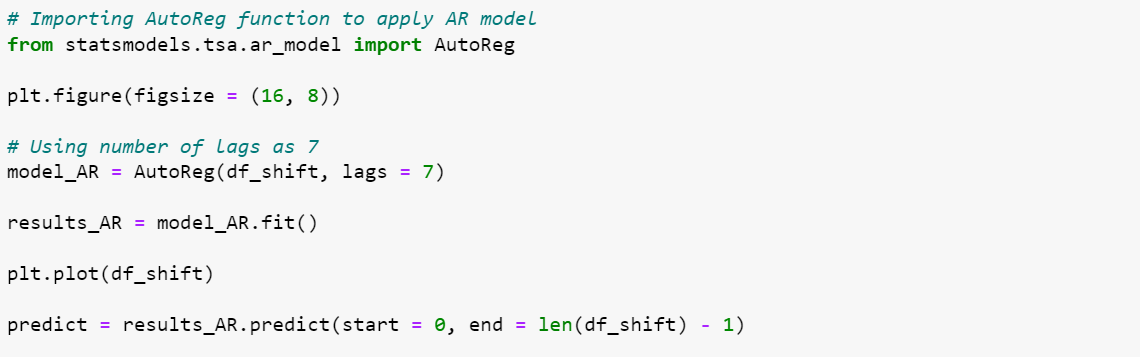 # Importing AutoReg function to apply AR model
from statsmodels.tsa.ar_model import AutoReg
plt.figure(figsize = (16, 8))
# Using number of lags as 7
model_AR = AutoReg(df_shift, lags = 7)
results_AR = model_AR.fit()
plt.plot(df_shift)
predict = results_AR.predict(start = 0, end = len(df_shift) - 1)